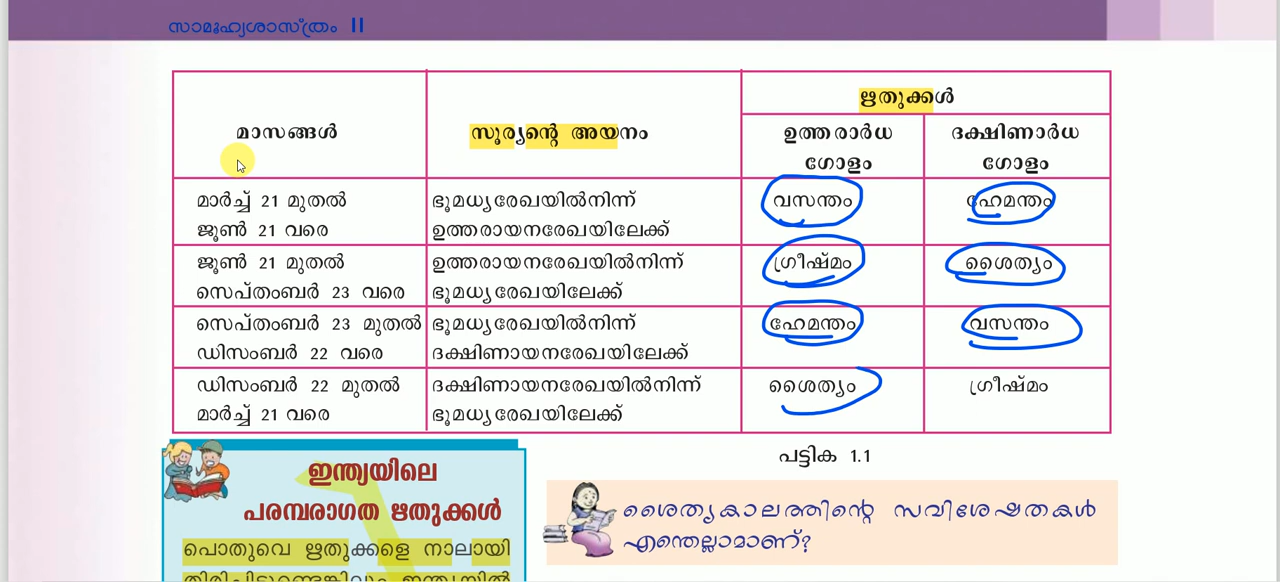 സാമൂഹ്യശാസ്ത്രം II
മാസങ്ങൾ
സൂര്യന്റെ അയനം
ഋതുക്കൾ
ഉത്തരാർധ ഗോളം
ദക്ഷിണാർധ ഗോളം
മാർച്ച് 21 മുതൽ
ജൂൺ 21 വരെ
ഭൂമധ്യരേഖയിൽനിന്ന്
ഉത്തരായനരേഖയിലേക്ക്
വസന്തം
ഹേമന്തം
ജൂൺ 21 മുതൽ
സെപ്തംബർ 23 വരെ
ഉത്തരായനരേഖയിൽനിന്ന്
ഭൂമധ്യരേഖയിലേക്ക്
ഗ്രീഷ്മം
ശൈത്യം
സെപ്തംബർ 23 മുതൽ
ഡിസംബർ 22 വരെ
ഭൂമധ്യരേഖയിൽനിന്ന്
ദക്ഷിണായനരേഖയിലേക്ക്
ഹേമന്തം
വസന്തം
ഡിസംബർ 22 മുതൽ
മാർച്ച് 21 വരെ
ദക്ഷിണായനരേഖയിൽനിന്ന്
ഭൂമധ്യരേഖയിലേക്ക്
ശൈത്യം
ഗ്രീഷ്മം
പട്ടിക 1.1
ഇന്ത്യയിലെ
പരമ്പരാഗത ഋതുക്കൾ
പൊതുവെ ഋതുക്കളെ നാലായി
ശൈത്യകാലത്തിന്റെ സവിശേഷതകൾ
എന്തെല്ലാമാണ്?